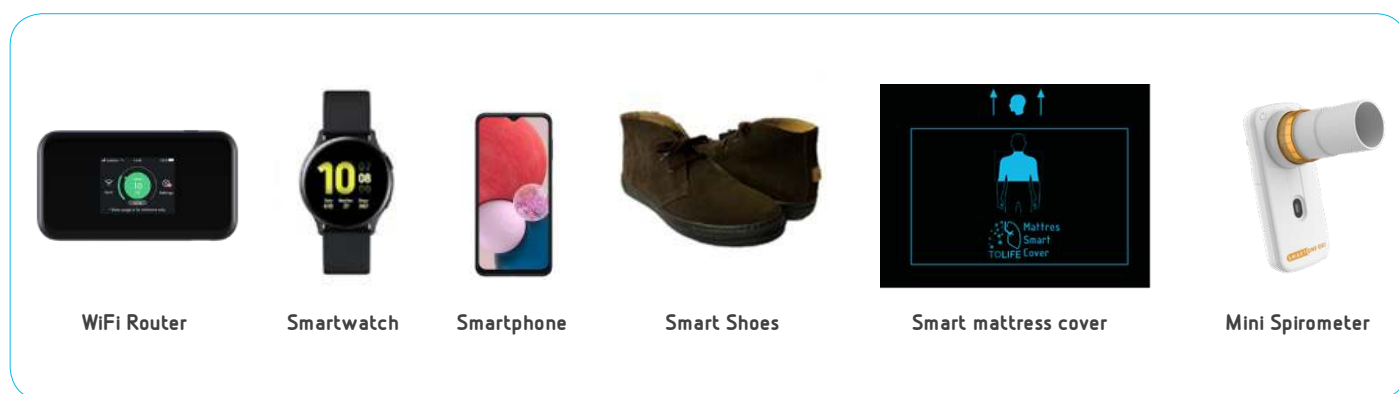 10
08
Mattres
Smart
Cover
TOLIFE
WiFi Router
Smartwatch
Smartphone
Smart Shoes
Smart mattress cover
Mini Spirometer